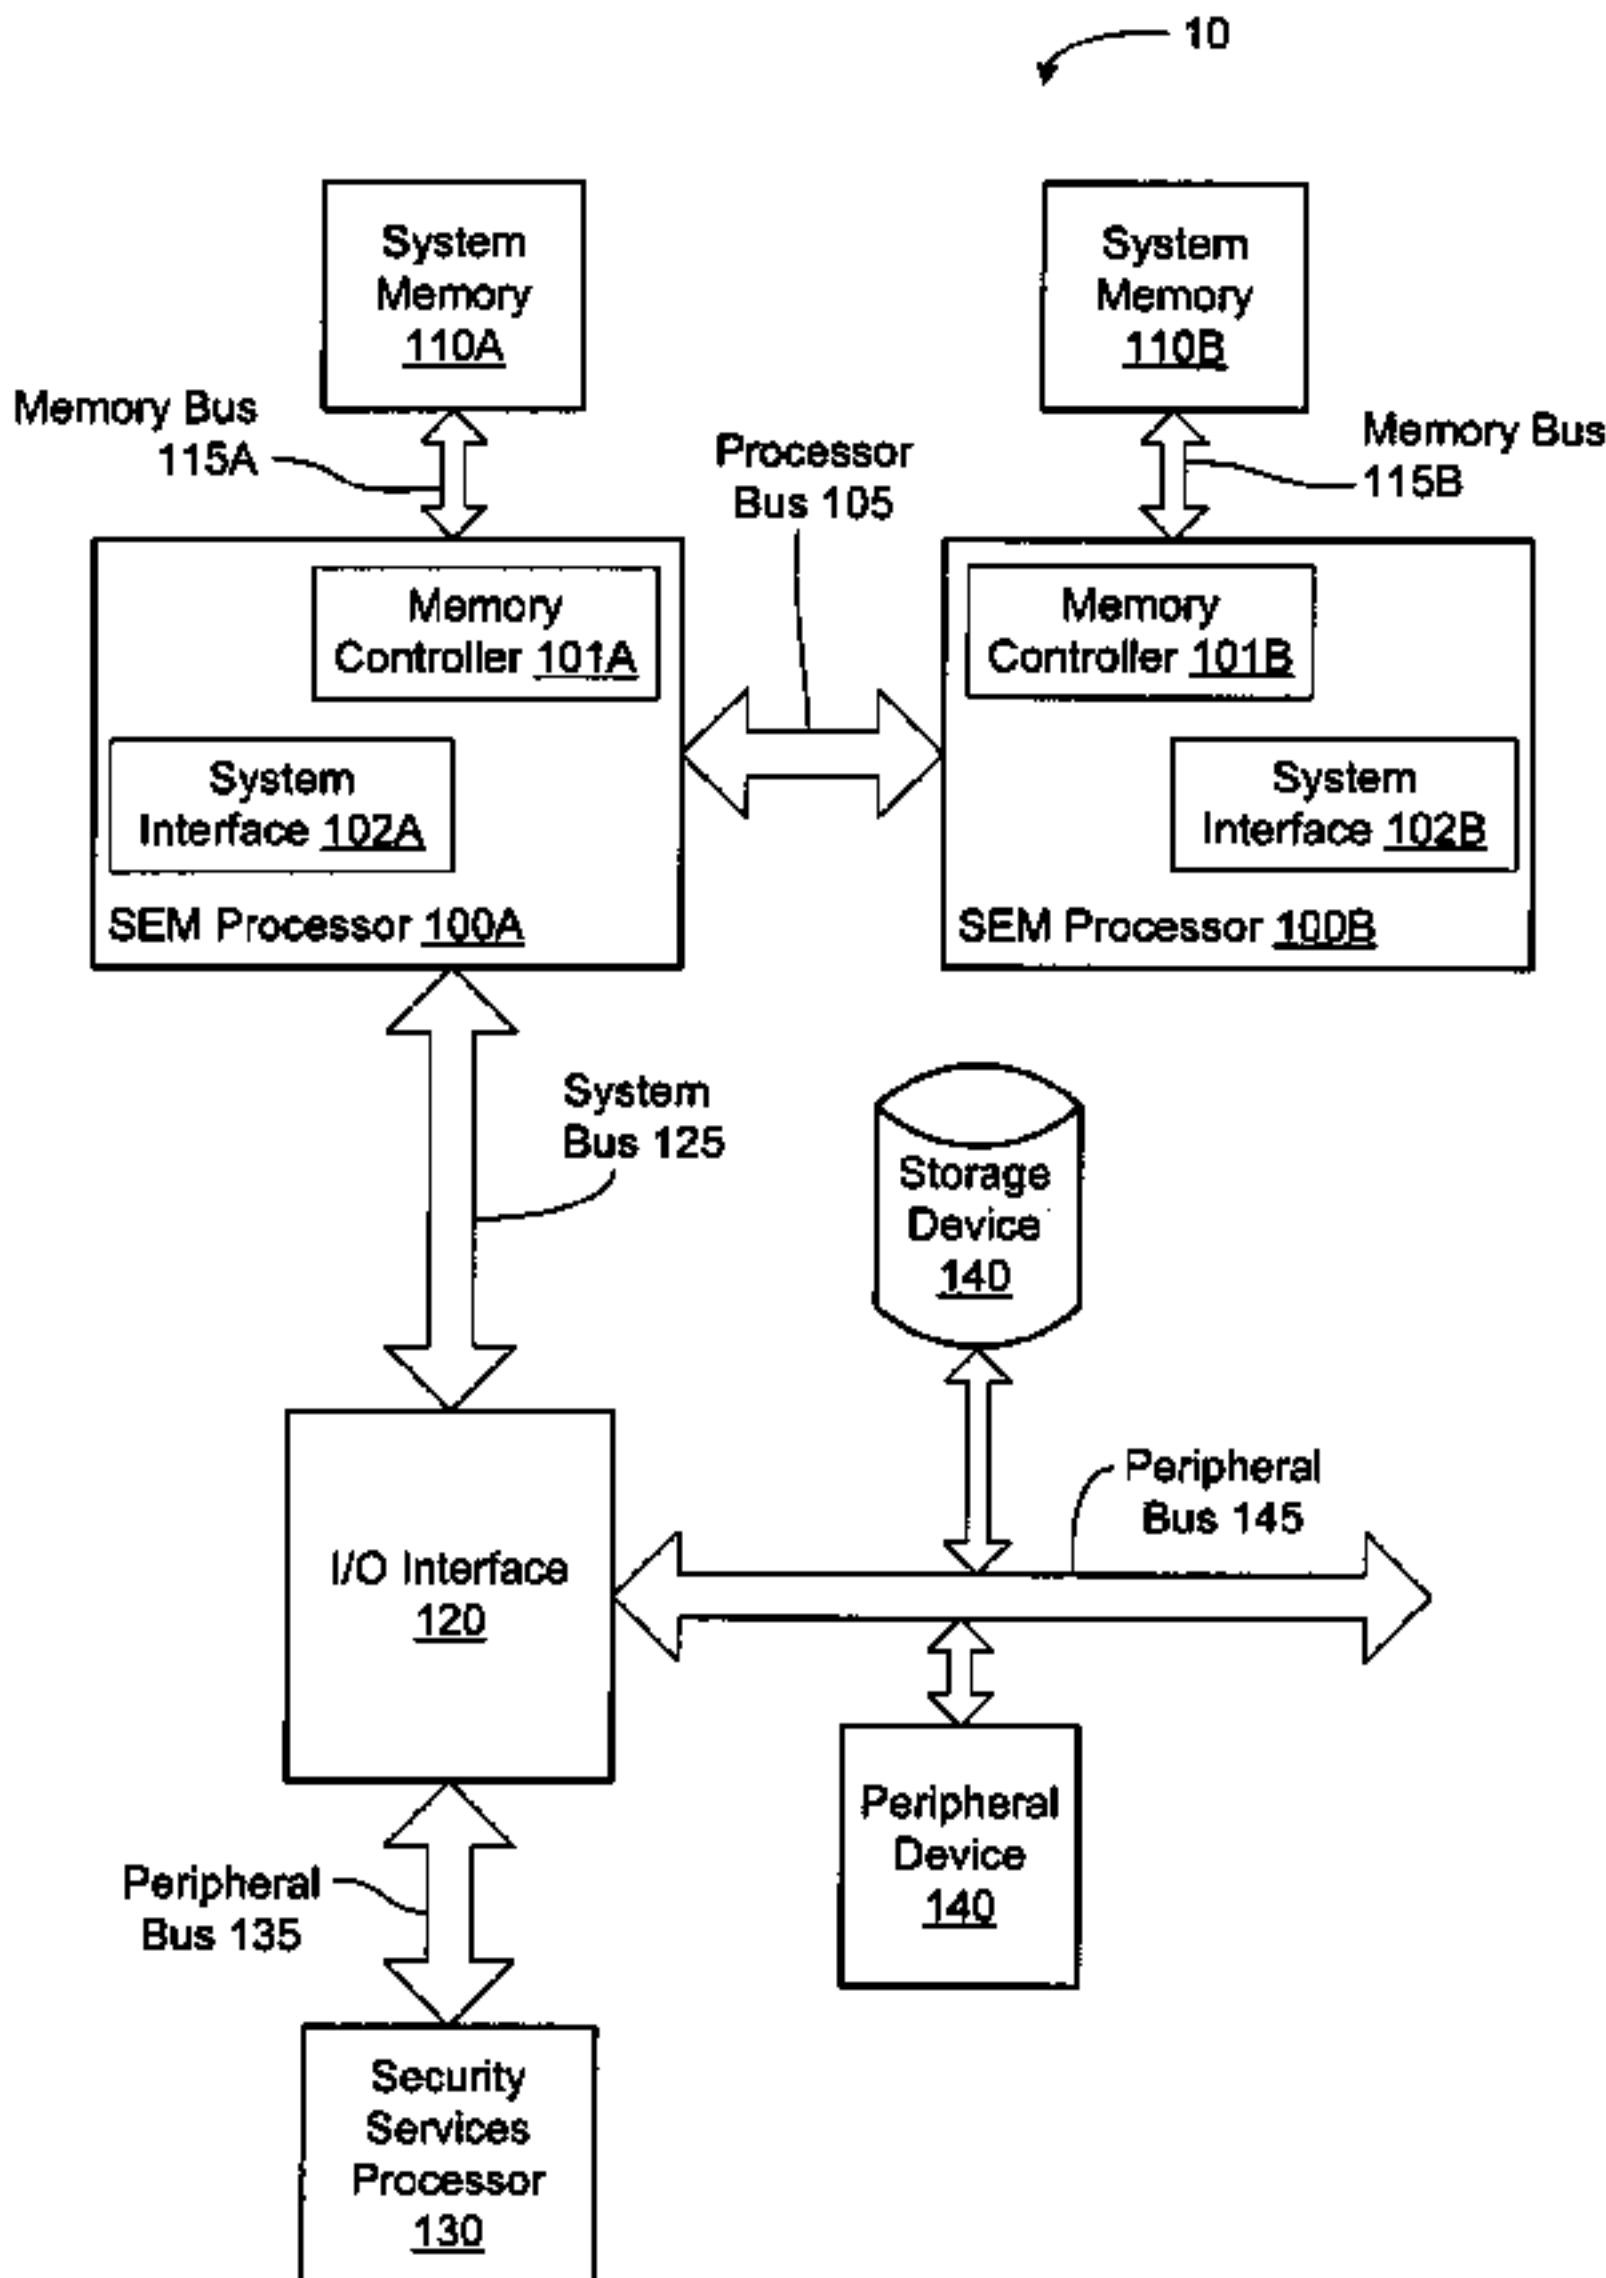 10
System
Memory
110A
System
Memory
110B
Memory Bus
115A
Processor
Bus 105
Memory Bus
115B
Memory
Controller 101A
System
Interface 102A
SEM Processor 100A
Memory
Controller 101B
System
Interface 102B
SEM Processor 100B
System
Bus 125
Storage
Device
140
Peripheral
Bus 145
I/O Interface
120
Peripheral
Device
140
Peripheral
Bus 135
Security
Services
Processor
130